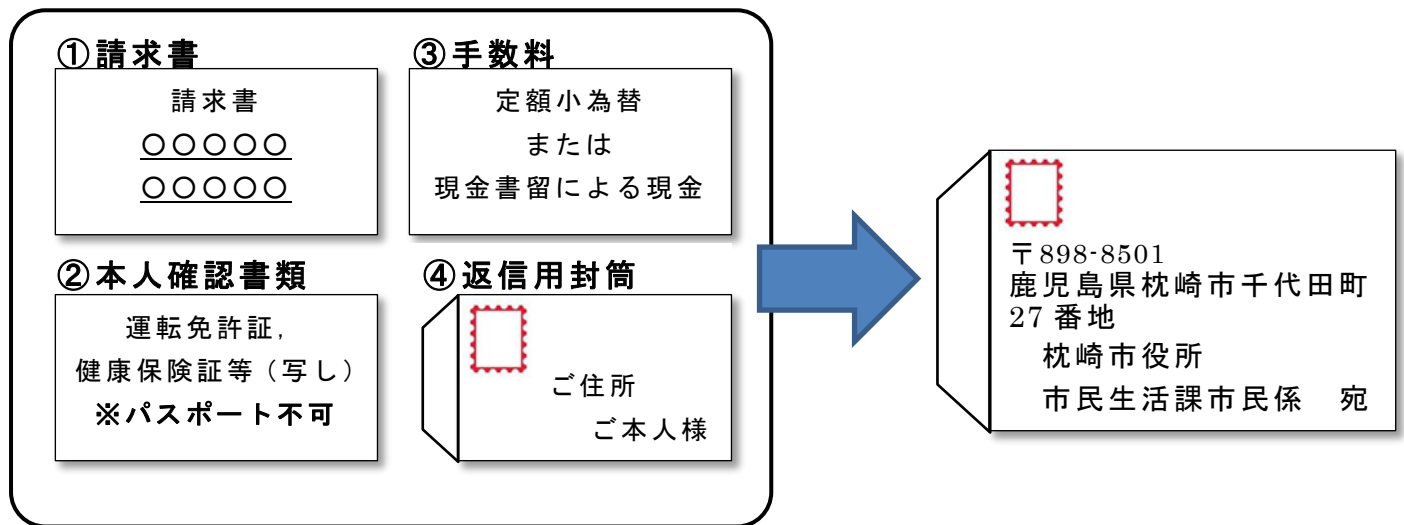 ①請求書
請求書
○○○○○
○○○○○
②本人確認書類
運転免許証,
健康保険証等（写し）
※パスポート不可
③手数料
定額小為替
または
現金書留による現金
④返信用封筒
ご住所
ご本人様
〒898-8501
鹿児島県枕崎市千代田町
27 番地
枕崎市役所
市民生活課市民係　宛